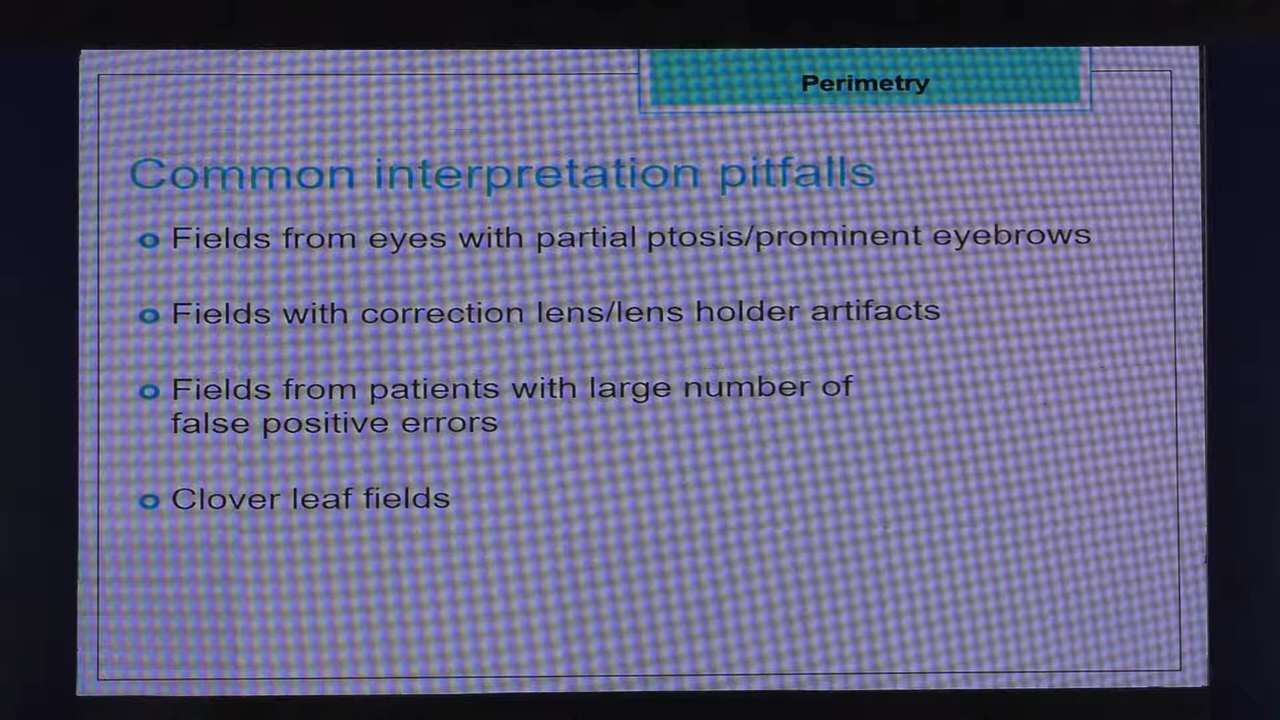 Perimetry
Common interpretation pitfalls
Fields from eyes with partial ptosis/prominent eyebrows
Fields with correction lens/lens holder artifacts
Fields from patients with large number of
false positive errors
Clover leaf fields